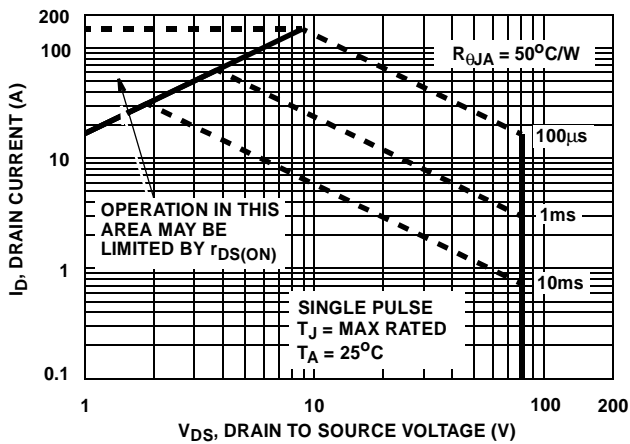 200
100
10
1
0.1
I_D, DRAIN CURRENT (A)
RθJA = 50°C/W
100μs
1ms
10ms
OPERATION IN THIS
AREA MAY BE
LIMITED BY rDS(ON)
SINGLE PULSE
TJ = MAX RATED
TA = 25°C
1
10
100
200
VDS, DRAIN TO SOURCE VOLTAGE (V)